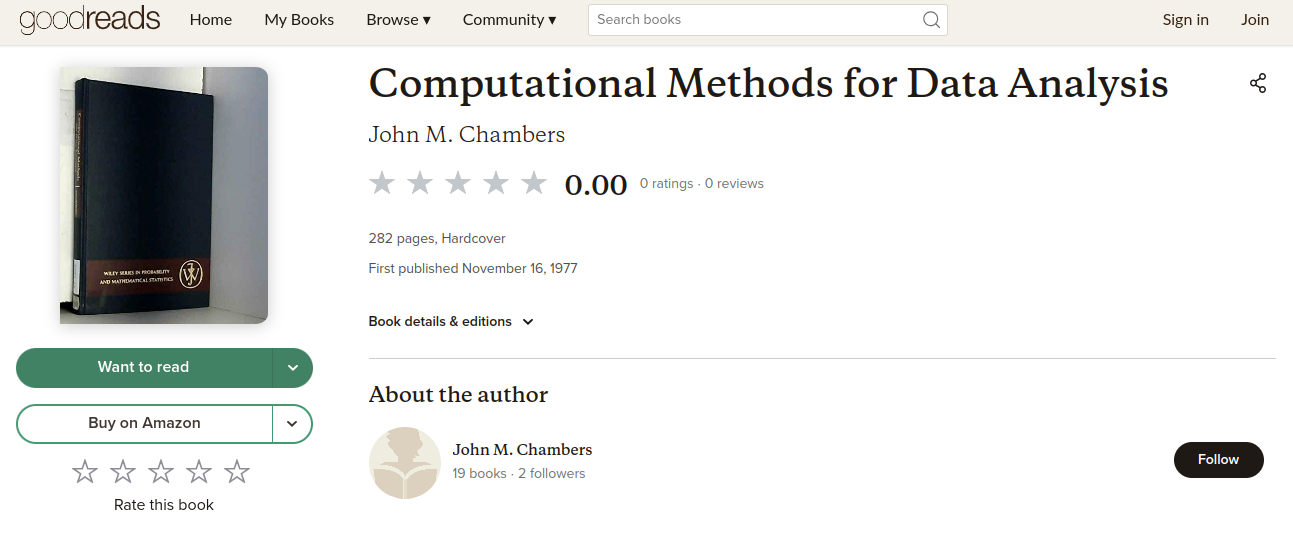 goodreads Home My Books Browse ▾ Community ▾ Search books Sign in Join
Computational Methods for Data Analysis
John M. Chambers
0.00 0 ratings · 0 reviews
282 pages, Hardcover
First published November 16, 1977
Book details & editions
WILEY SERIES IN PROBABILITY
AND MATHEMATICAL STATISTICS
Want to read
Buy on Amazon
Rate this book
About the author
John M. Chambers
19 books · 2 followers
Follow